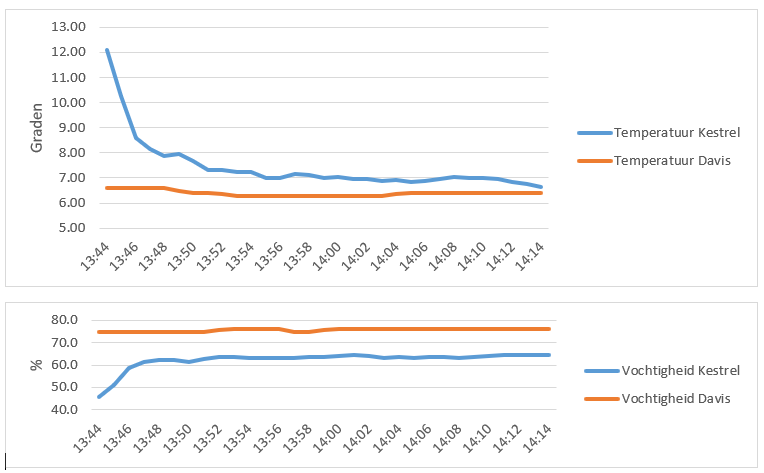 13.00
12.00
11.00
10.00
9.00
8.00
7.00
6.00
5.00
Graden
13:44 13:46 13:48 13:50 13:52 13:54 13:56 13:58 14:00 14:02 14:04 14:06 14:08 14:10 14:12 14:14
Temperatuur Kestrel
Temperatuur Davis
80.0
70.0
60.0
50.0
40.0
%
13:44 13:46 13:48 13:50 13:52 13:54 13:56 13:58 14:00 14:02 14:04 14:06 14:08 14:10 14:12 14:14
Vochtigheid Kestrel
Vochtigheid Davis